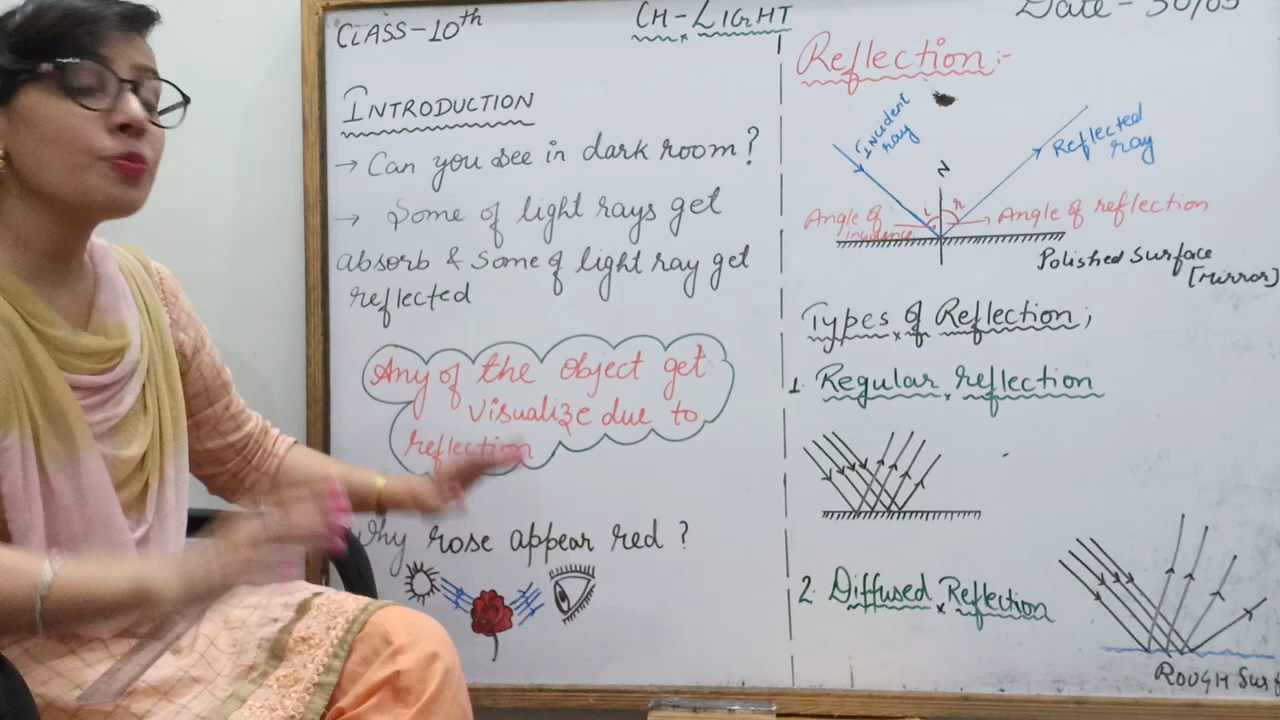 CLASS-10th
CH-LIGHT
INTRODUCTION
→ Can you see in dark room?
→ Some of light rays get
absorb & some of light ray get
reflected
Any of the object get
visualize due to
reflection
Why rose appear red?
Reflection:-
Incident
ray
Reflected
ray
N
i r
Angle of
incidence
→ Angle of reflection
Polished Surface
[Mirror]
Types of Reflection;
1. Regular reflection
2. Diffused Reflection
ROUGH